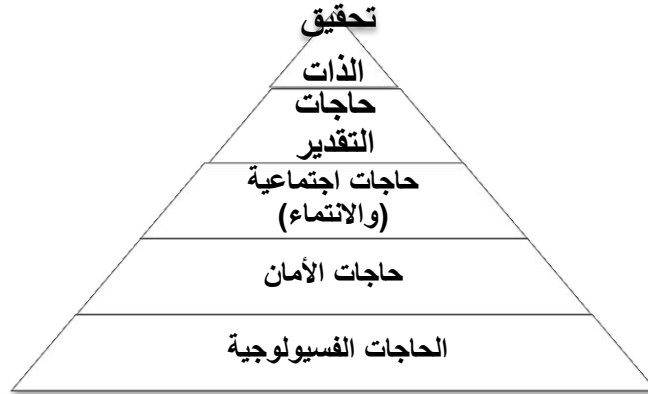 تحقيق
الذات
حاجات
التقدير
حاجات اجتماعية
(والانتماء)
حاجات الأمان
الحاجات الفسيولوجية